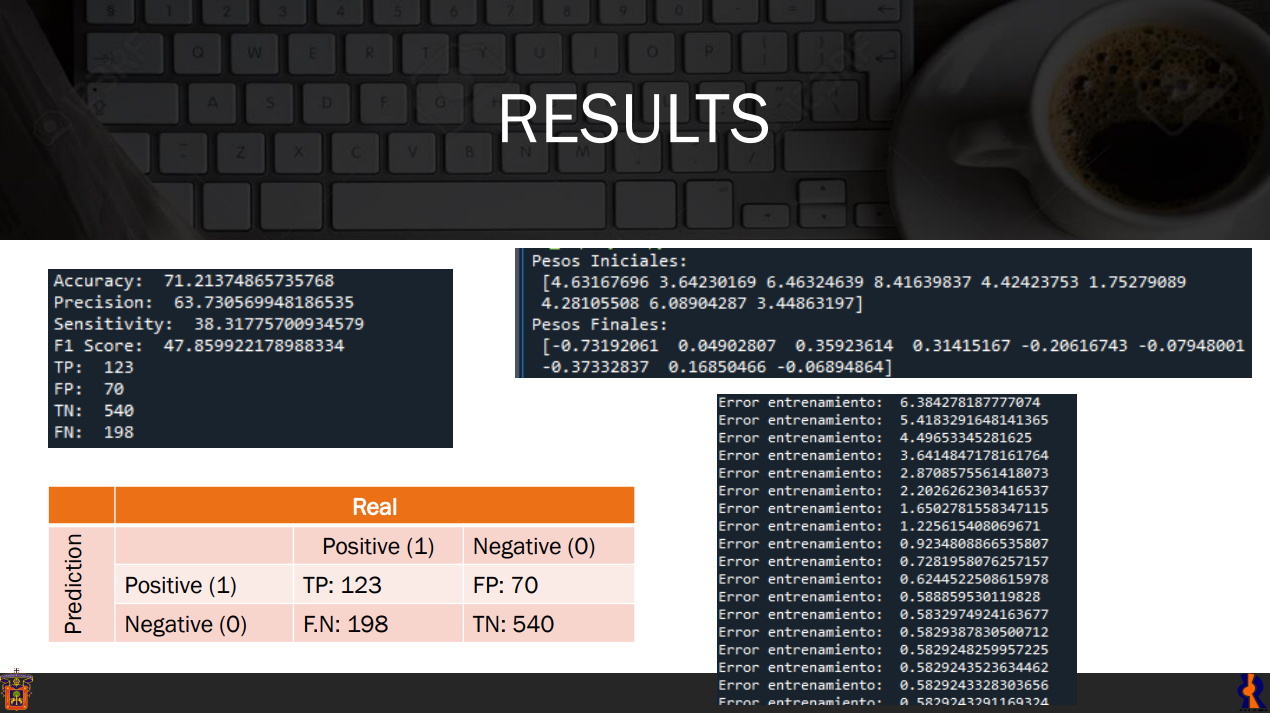 RESULTS
Accuracy: 71.21374865735768
Precision: 63.730569948186535
Sensitivity: 38.31775700934579
F1 Score: 47.859922178988334
TP: 123
FP: 70
TN: 540
FN: 198
Pesos Iniciales:
[4.63167696 3.64230169 6.46324639 8.41639837 4.42423753 1.75279089
4.28105508 6.08904287 3.44863197]
Pesos Finales:
[-0.73192061 0.04902807 0.35923614 0.31415167 -0.20616743 -0.07948001
-0.37332837 0.16850466 -0.06894864]
Error entrenamiento: 6.384278187777074
Error entrenamiento: 5.4183291648141365
Error entrenamiento: 4.49653345281625
Error entrenamiento: 3.6414847178161764
Error entrenamiento: 2.8708575561418073
Error entrenamiento: 2.2026262303416537
Error entrenamiento: 1.6502781558347115
Error entrenamiento: 1.225615408069671
Error entrenamiento: 0.9234808866535807
Error entrenamiento: 0.7281958076257157
Error entrenamiento: 0.6244522508615978
Error entrenamiento: 0.588859530119828
Error entrenamiento: 0.5832974924163677
Error entrenamiento: 0.5829387830500712
Error entrenamiento: 0.5829248259957225
Error entrenamiento: 0.5829243523634462
Error entrenamiento: 0.5829243328303656
Error entrenamiento: 0.5829243291169324
Real
Prediction
Positive (1) Negative (0)
Positive (1) TP: 123 FP: 70
Negative (0) F.N: 198 TN: 540